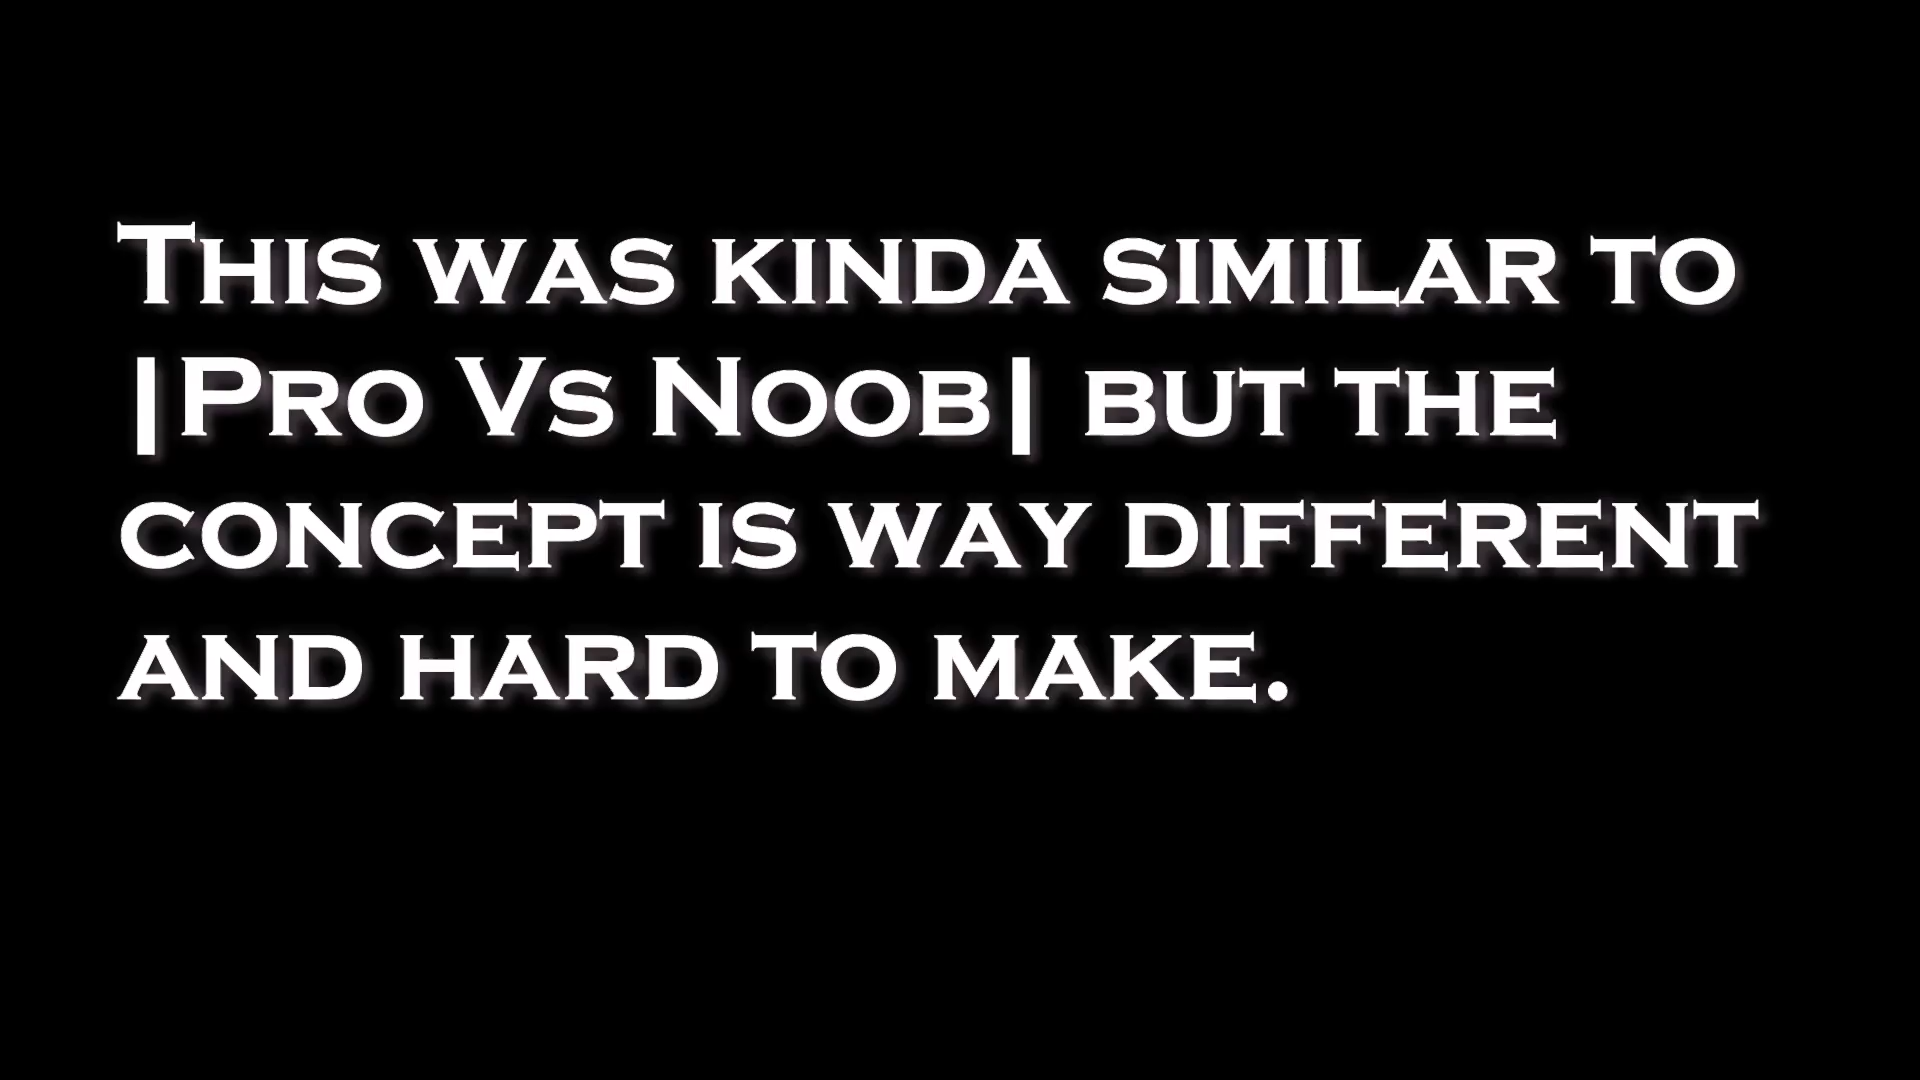 This was kinda similar to
|Pro Vs Noob| but the
concept is way different
and hard to make.